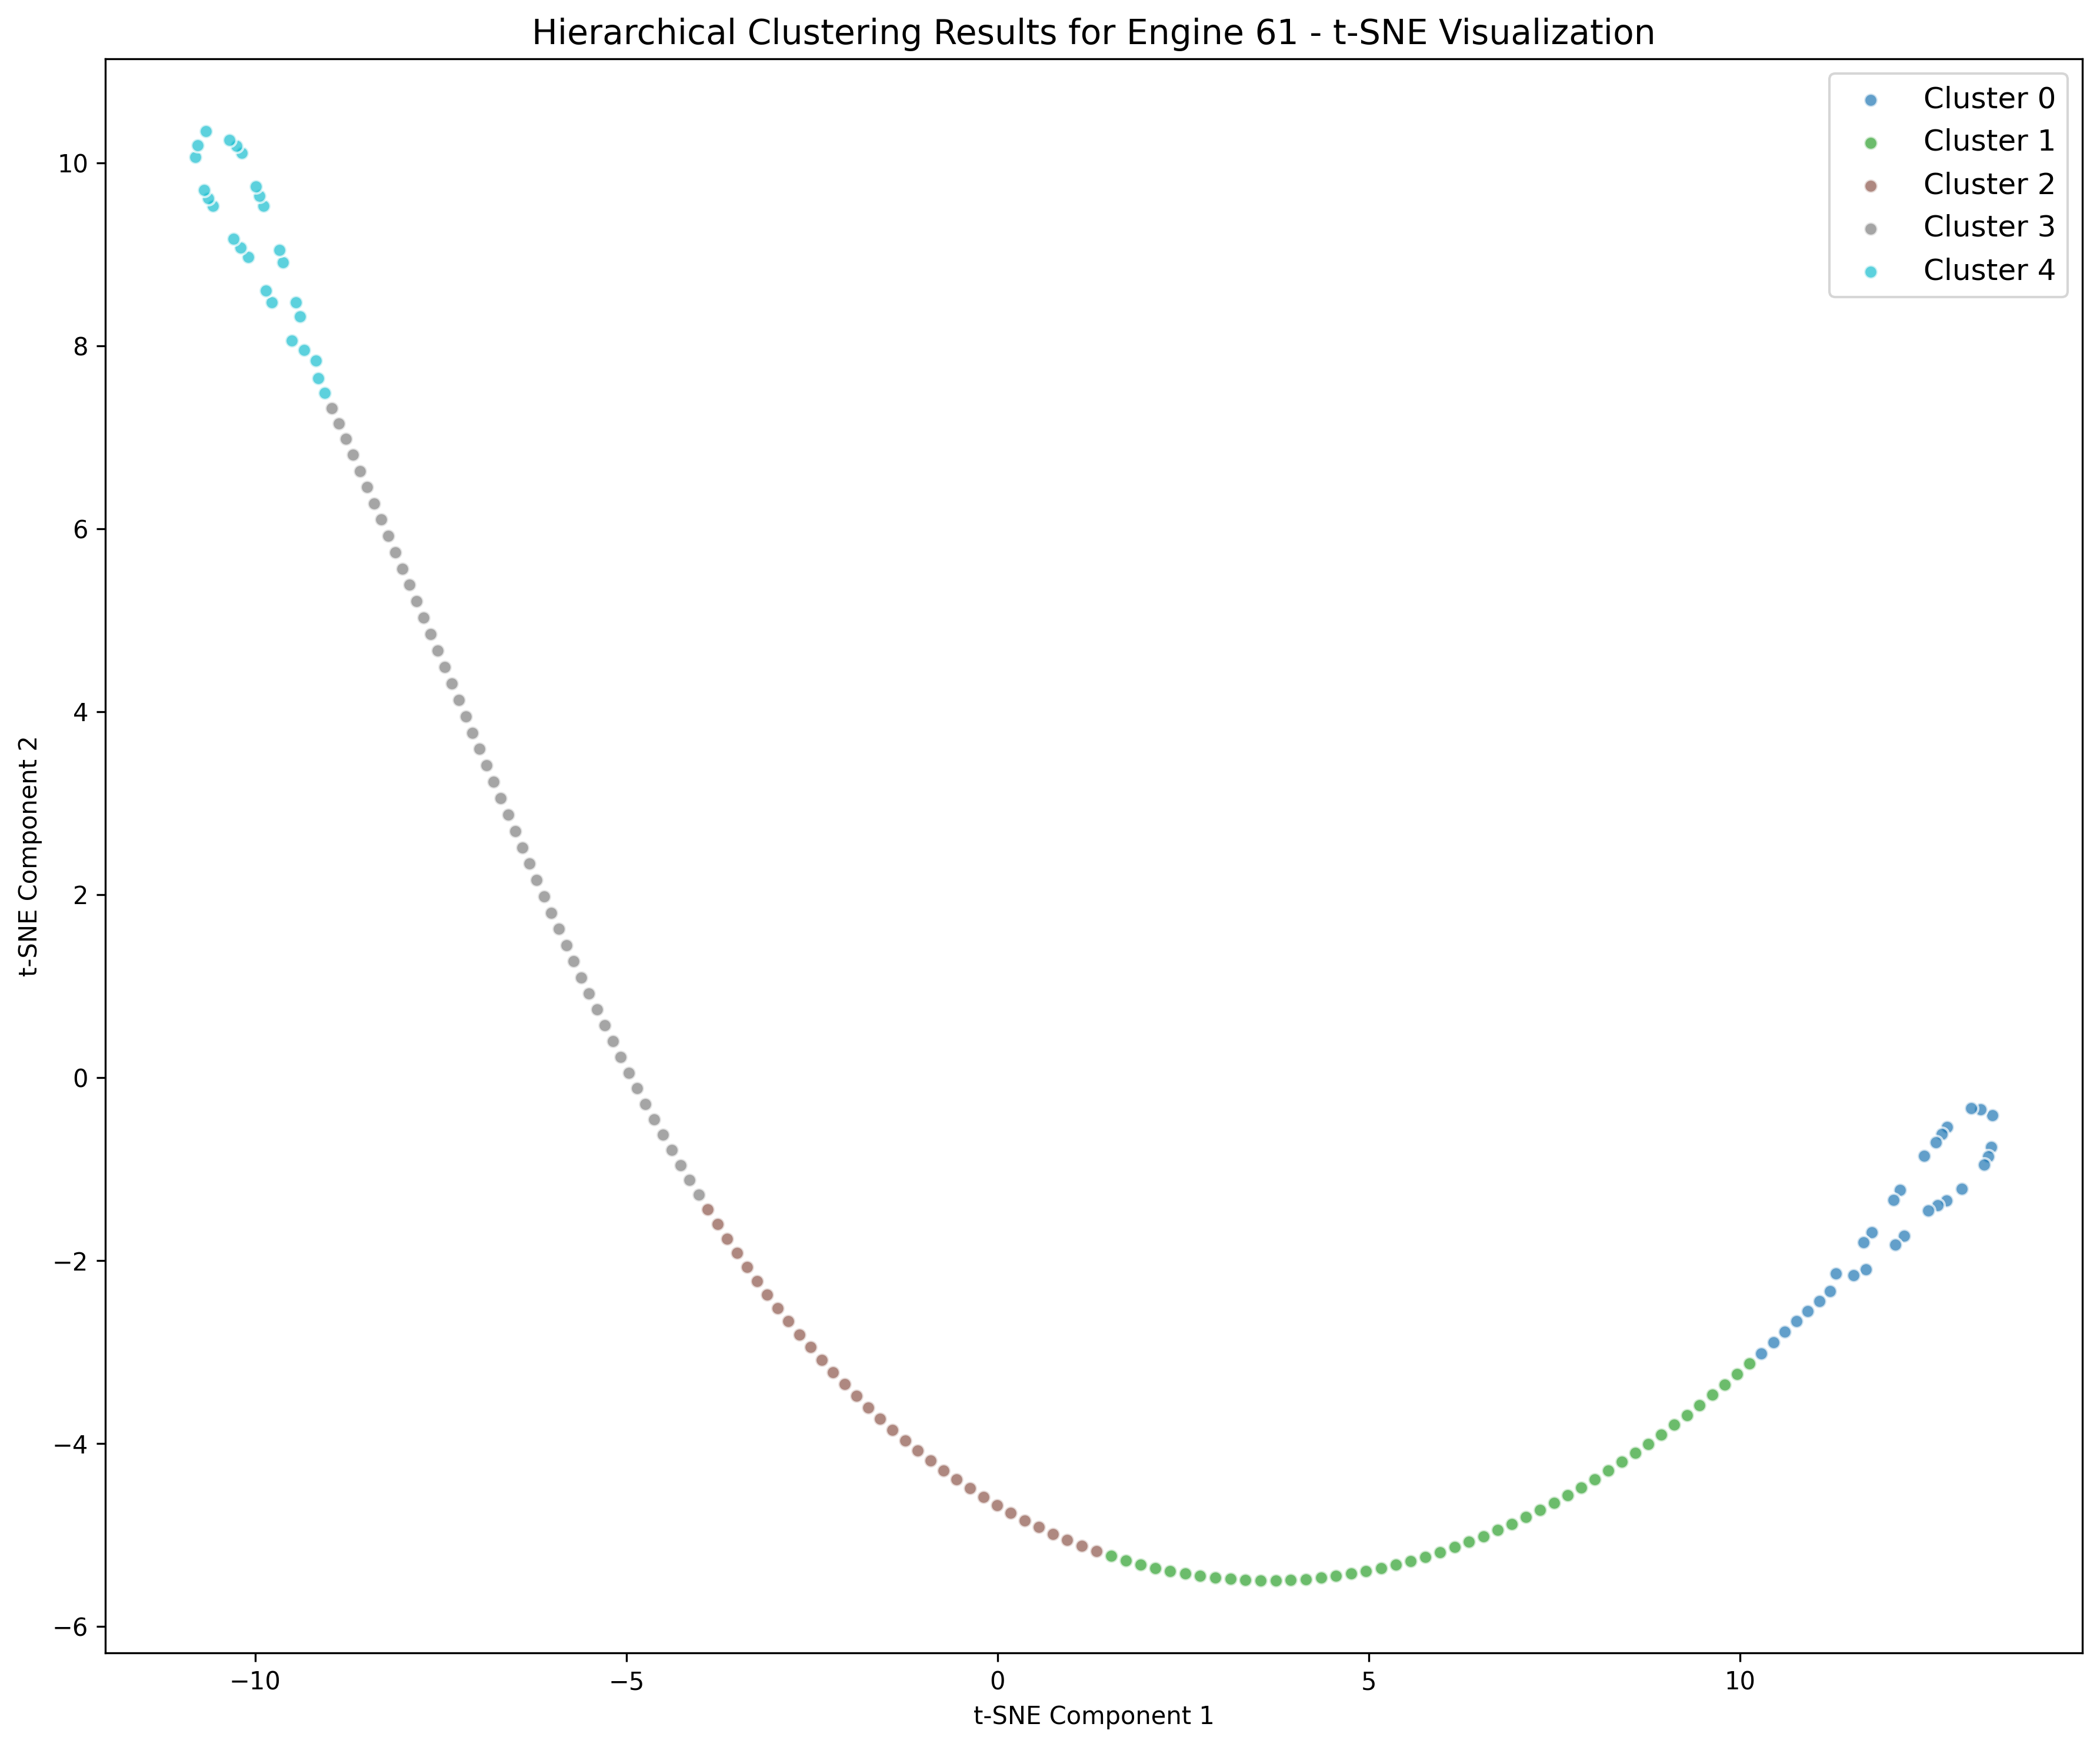 Hierarchical Clustering Results for Engine 61 - t-SNE Visualization
Cluster 0
Cluster 1
Cluster 2
Cluster 3
Cluster 4
10
8
6
4
2
0
−2
−4
−6
t-SNE Component 2
−10
−5
0
5
10
t-SNE Component 1